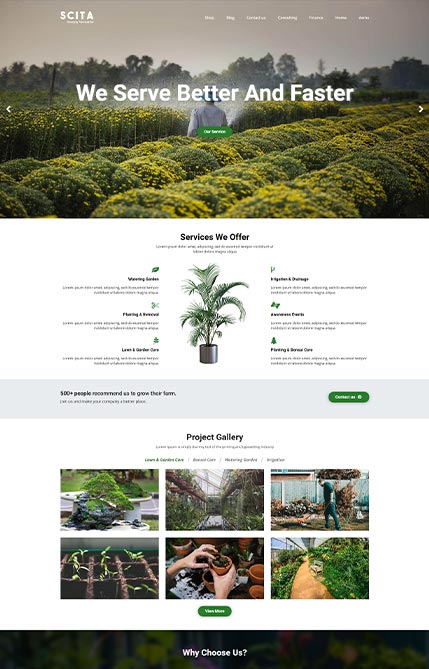 SCITA
Shop Blog Contact us Consulting Finance Home demo
We Serve Better And Faster
Our Service
Services We Offer
Lorem ipsum dolor amet, adipiscing, sed do eiusmod tempor dolor sit amet
incididunt ut labore dolore magna aliqua.
Watering Garden
Lorem ipsum dolor amet, adipiscing, sed do eiusmod tempor
incididunt ut labore dolore magna aliqua.
Planting & Removal
Lorem ipsum dolor amet, adipiscing, sed do eiusmod tempor
incididunt ut labore dolore magna aliqua.
Lawn & Garden Care
Lorem ipsum dolor amet, adipiscing, sed do eiusmod tempor
incididunt ut labore dolore magna aliqua.
Irrigation & Drainage
Lorem ipsum dolor amet, adipiscing, sed do eiusmod tempor
incididunt ut labore dolore magna aliqua.
Awareness Events
Lorem ipsum dolor amet, adipiscing, sed do eiusmod tempor
incididunt ut labore dolore magna aliqua.
Planting & Bonsai Care
Lorem ipsum dolor amet, adipiscing, sed do eiusmod tempor
incididunt ut labore dolore magna aliqua.
500+ people recommend us to grow their farm.
Join us and make your company a better place.
Contact us
Project Gallery
Lorem Ipsum is simply dummy text of the printing and typesetting industry.
Lawn & Garden Care / Bonsai Care / Watering Garden / Irrigation
View More
Why Choose Us?